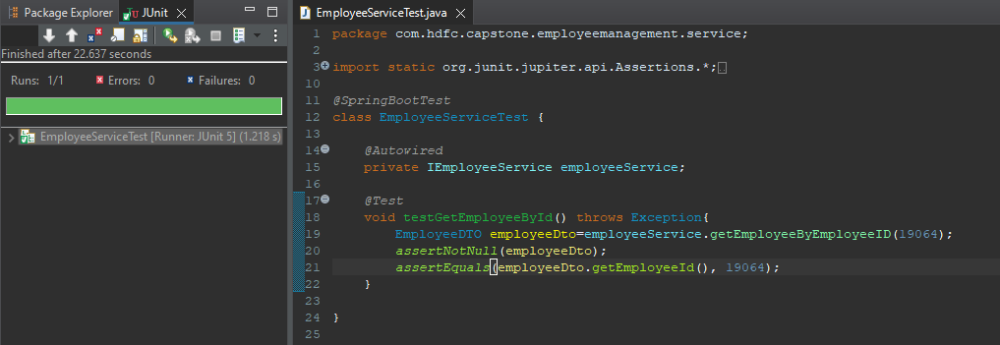 Package Explorer JUnit
Finished after 22.637 seconds
Runs: 1/1 Errors: 0 Failures: 0
EmployeeServiceTest [Runner: JUnit 5] (1.218 s)
EmployeeServiceTest.java
1 package com.hdfc.capstone.employeemanagement.service;
2
3 import static org.junit.jupiter.api.Assertions.*;
10
11 @SpringBootTest
12 class EmployeeServiceTest {
13
14 @Autowired
15 private IEmployeeService employeeService;
16
17 @Test
18 void testGetEmployeeById() throws Exception{
19 EmployeeDTO employeeDto=employeeService.getEmployeeByEmployeeID(19064);
20 assertNotNull(employeeDto);
21 assertEquals(employeeDto.getEmployeeId(), 19064);
22 }
23
24 }
25